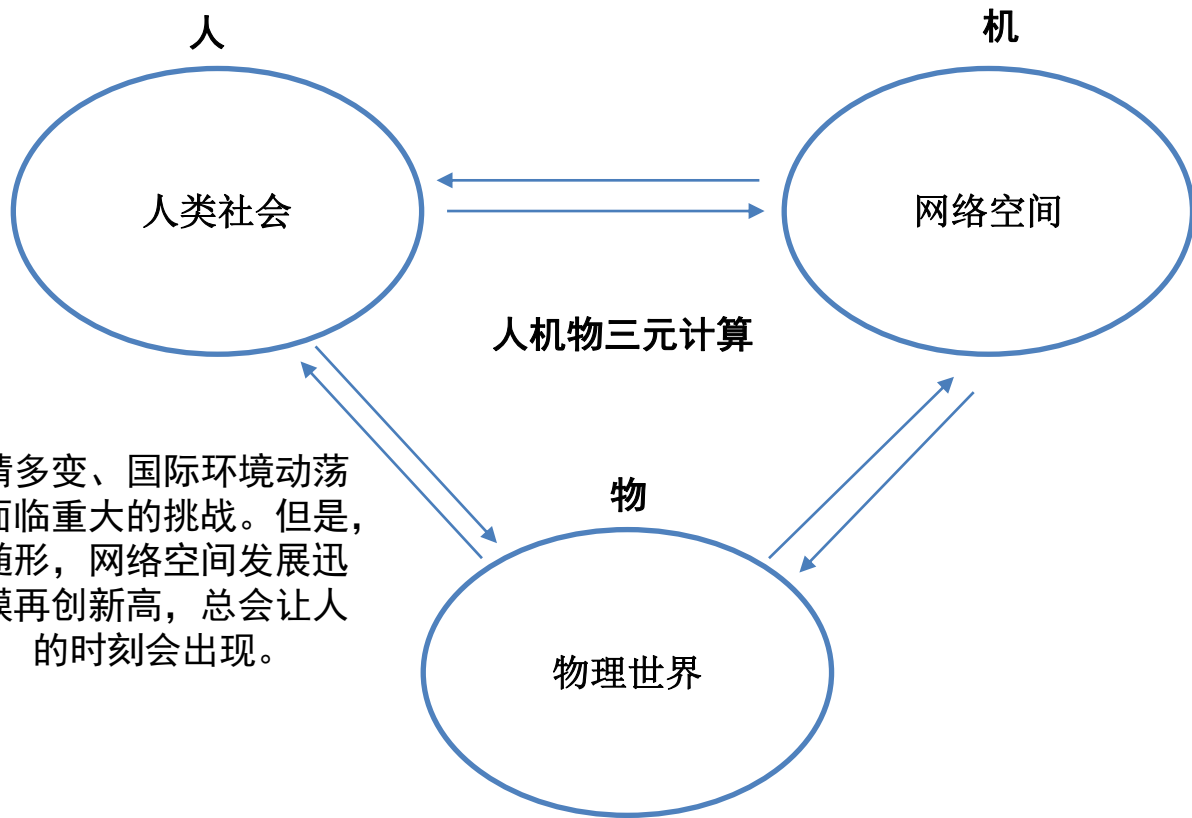 人
机
人类社会
网络空间
人机物三元计算
情多变、国际环境动荡
面临重大的挑战。但是,
随形，网络空间发展迅
模再创新高，总会让人
的时刻会出现。
物
物理世界